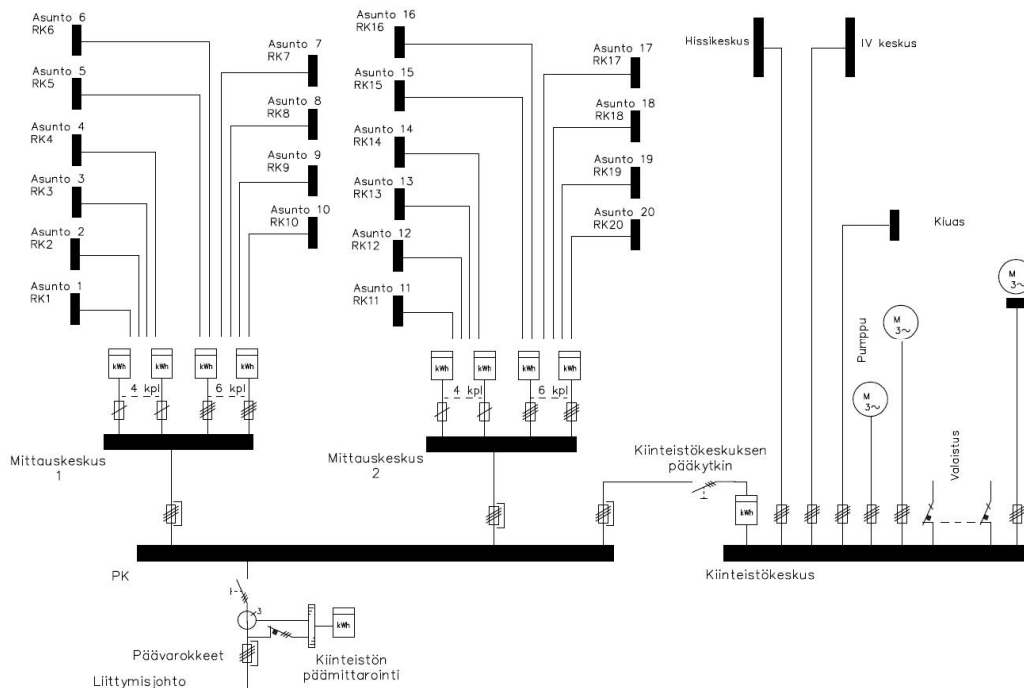 Asunto 6
RK6
Asunto 5
RK5
Asunto 4
RK4
Asunto 3
RK3
Asunto 2
RK2
Asunto 1
RK1
Asunto 7
RK7
Asunto 8
RK8
Asunto 9
RK9
Asunto 10
RK10
kWh
kWh
kWh
kWh
4 kpl
6 kpl
Mittauskeskus
1
Asunto 16
RK16
Asunto 15
RK15
Asunto 14
RK14
Asunto 13
RK13
Asunto 12
RK12
Asunto 11
RK11
Asunto 17
RK17
Asunto 18
RK18
Asunto 19
RK19
Asunto 20
RK20
kWh
kWh
kWh
kWh
4 kpl
6 kpl
Mittauskeskus
2
Kiinteistökeskuksen
pääkytkin
kWh
Hissikeskus
IV keskus
Kiuas
M
3~
M
3~
M
3~
Pumppu
Valaistus
Kiinteistökeskus
PK
3
kWh
Päävarokkeet
Kiinteistön
päämittarointi
Liittymisjohto